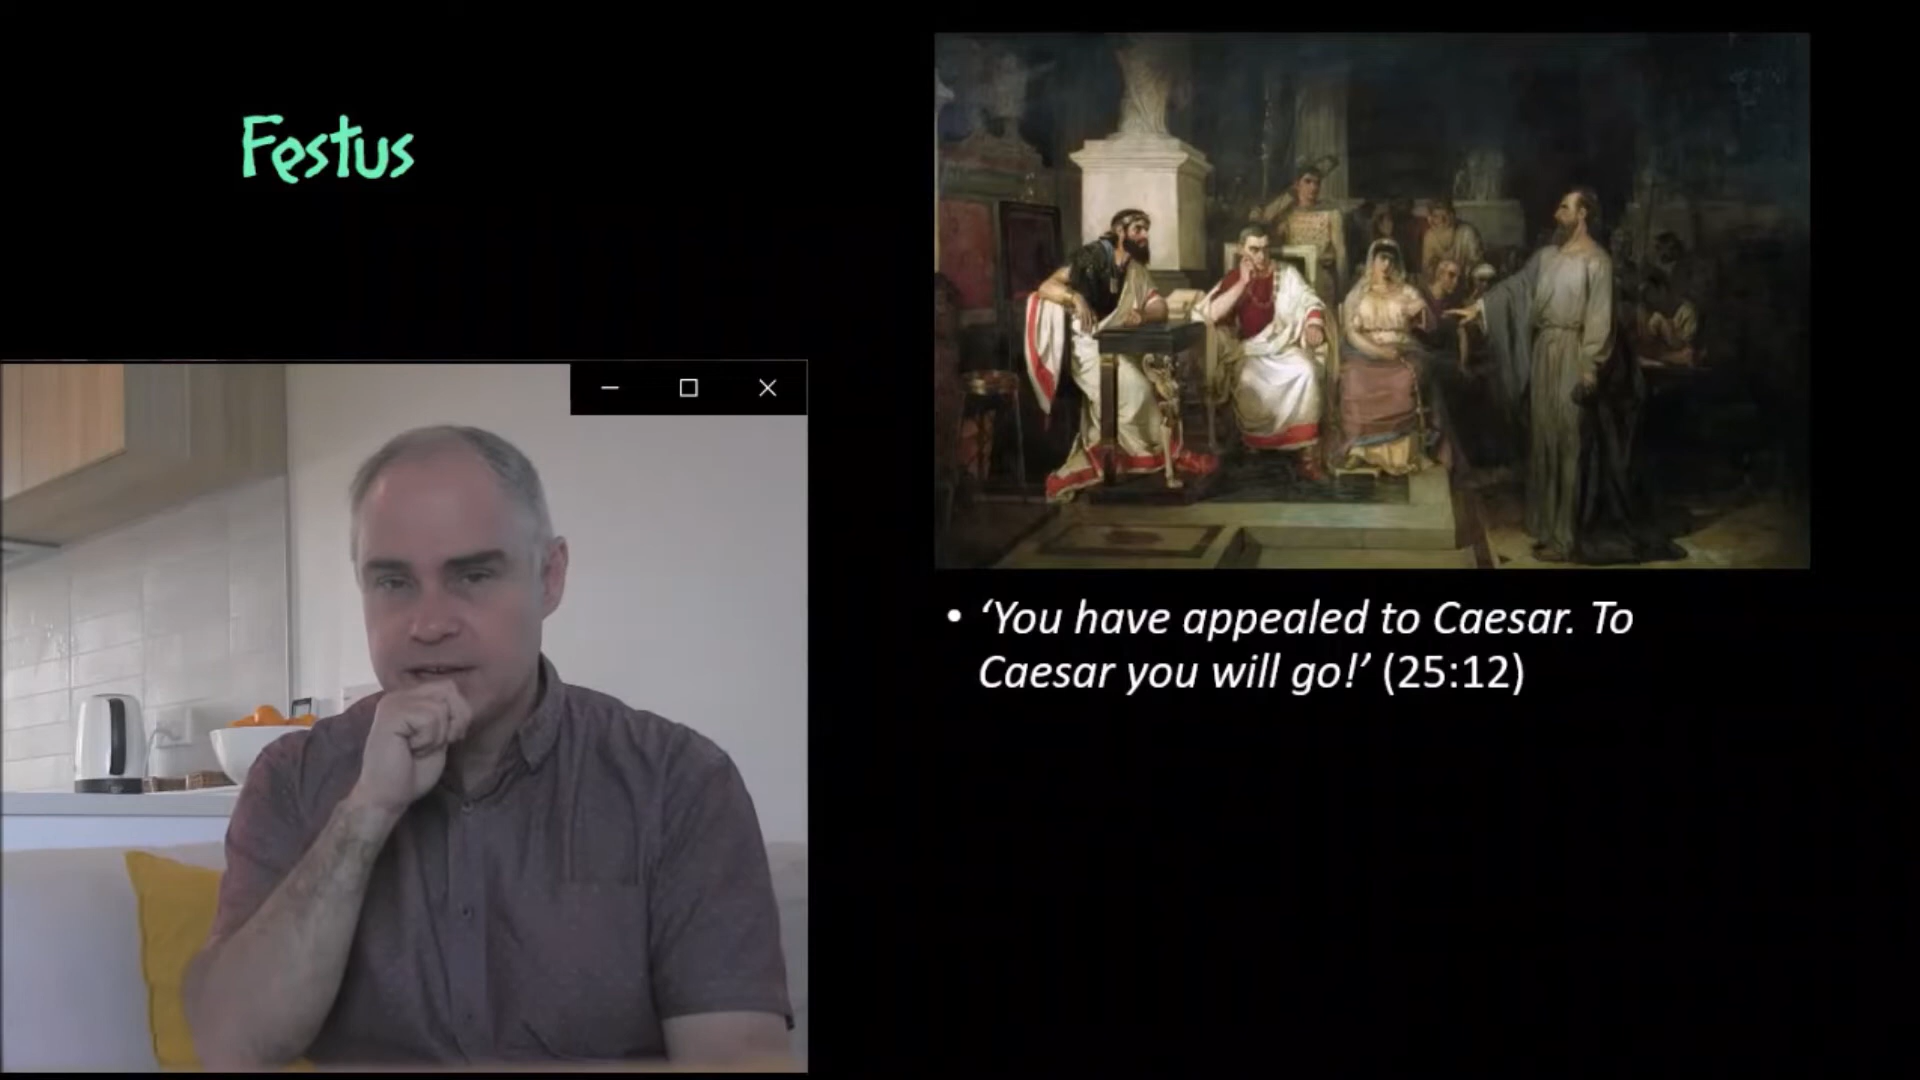 Festus
• ‘You have appealed to Caesar. To
Caesar you will go!’ (25:12)